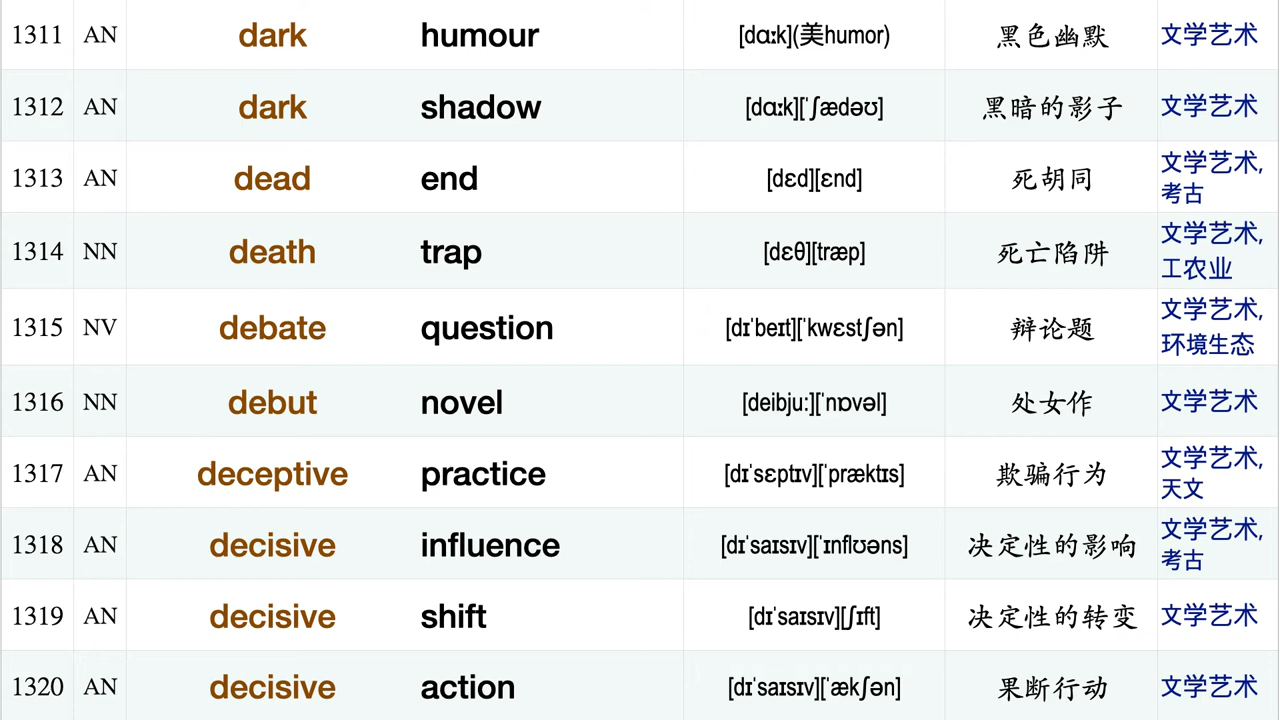 1311 AN dark humour [dɑːk](美humor) 黑色幽默 文学艺术
1312 AN dark shadow [dɑːk][ˈʃædəʊ] 黑暗的影子 文学艺术
1313 AN dead end [dɛd][ɛnd] 死胡同 文学艺术,
考古
1314 NN death trap [dɛθ][træp] 死亡陷阱 文学艺术,
工农业
1315 NV debate question [dɪˈbeɪt][ˈkwɛstʃən] 辩论题 文学艺术,
环境生态
1316 NN debut novel [deibju:][ˈnɒvəl] 处女作 文学艺术
1317 AN deceptive practice [dɪˈsɛptɪv][ˈpræktɪs] 欺骗行为 文学艺术,
天文
1318 AN decisive influence [dɪˈsaɪsɪv][ˈɪnflʊəns] 决定性的影响 文学艺术,
考古
1319 AN decisive shift [dɪˈsaɪsɪv][ʃɪft] 决定性的转变 文学艺术
1320 AN decisive action [dɪˈsaɪsɪv][ˈækʃən] 果断行动 文学艺术